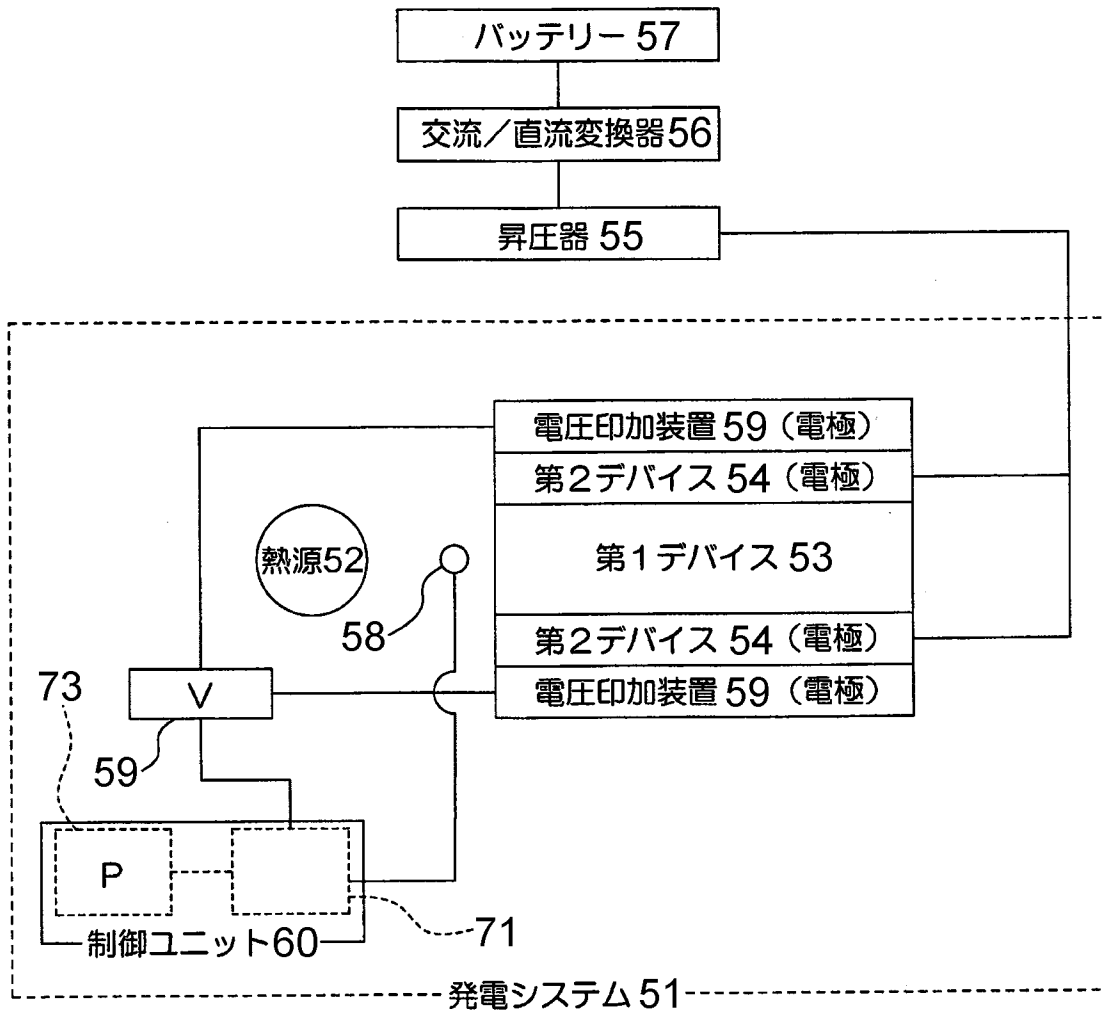 バッテリー 57
交流／直流変換器56
昇圧器 55
電圧印加装置 59 (電極)
第2デバイス 54 (電極)
熱源52
第1デバイス 53
58
第2デバイス 54 (電極)
73
V
電圧印加装置 59 (電極)
59
P
71
制御ユニット60
発電システム 51